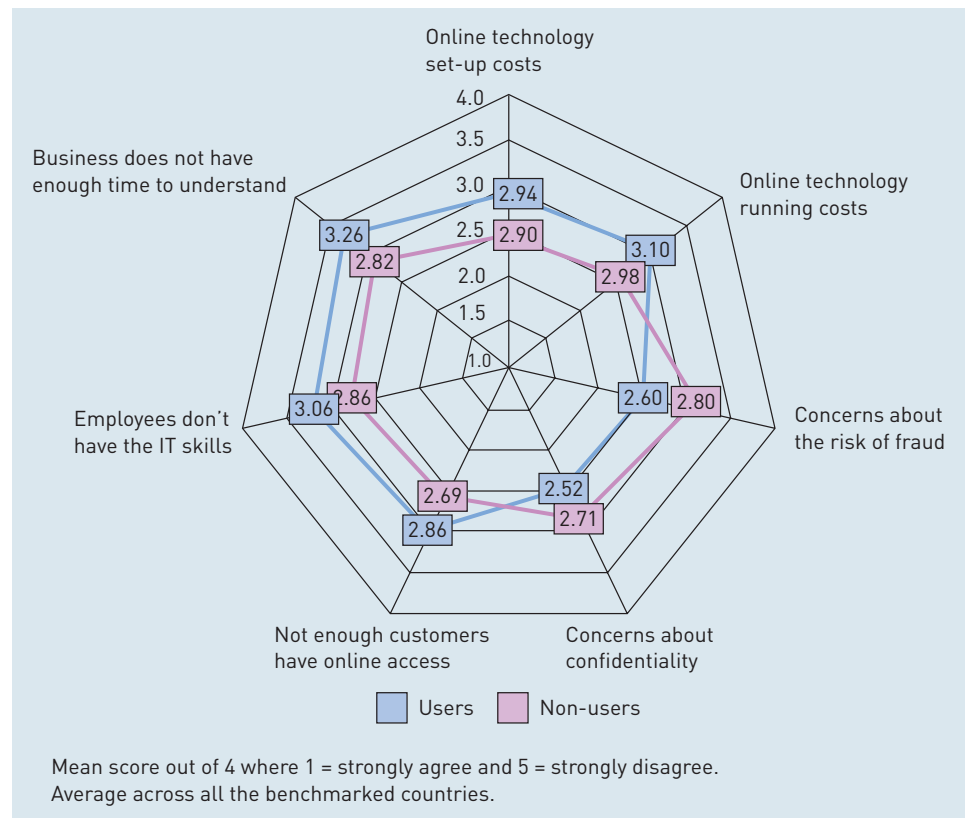 Online technology
set-up costs
4.0
3.5
3.0
2.5
2.0
1.5
1.0
Business does not have
enough time to understand
Online technology
running costs
2.94
2.90
3.26
2.82
3.10
2.98
2.60
2.80
3.06
2.86
2.52
2.71
2.69
2.86
Employees don't
have the IT skills
Concerns about
the risk of fraud
Not enough customers
have online access
Concerns about
confidentiality
Users
Non-users
Mean score out of 4 where 1 = strongly agree and 5 = strongly disagree.
Average across all the benchmarked countries.